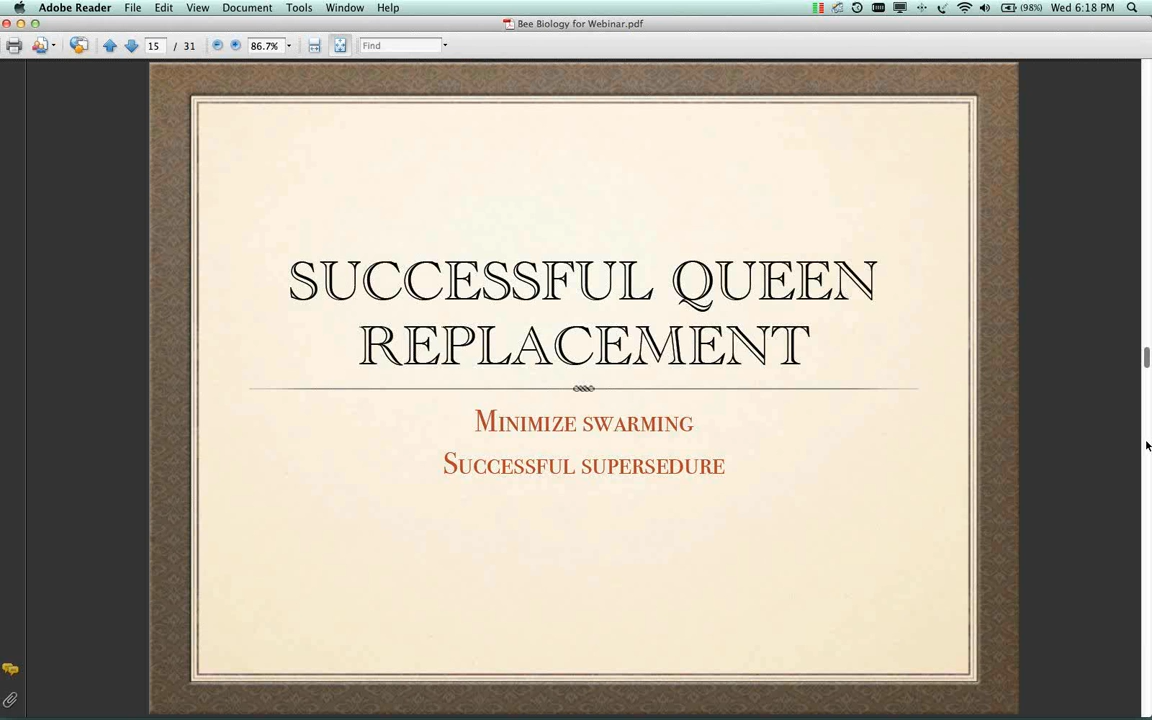 Adobe Reader File Edit View Document Tools Window Help (98%) Wed 6:18 PM
Bee Biology for Webinar.pdf
15 / 31 86.7% Find
SUCCESSFUL QUEEN
REPLACEMENT
Minimize swarming
Successful supersedure